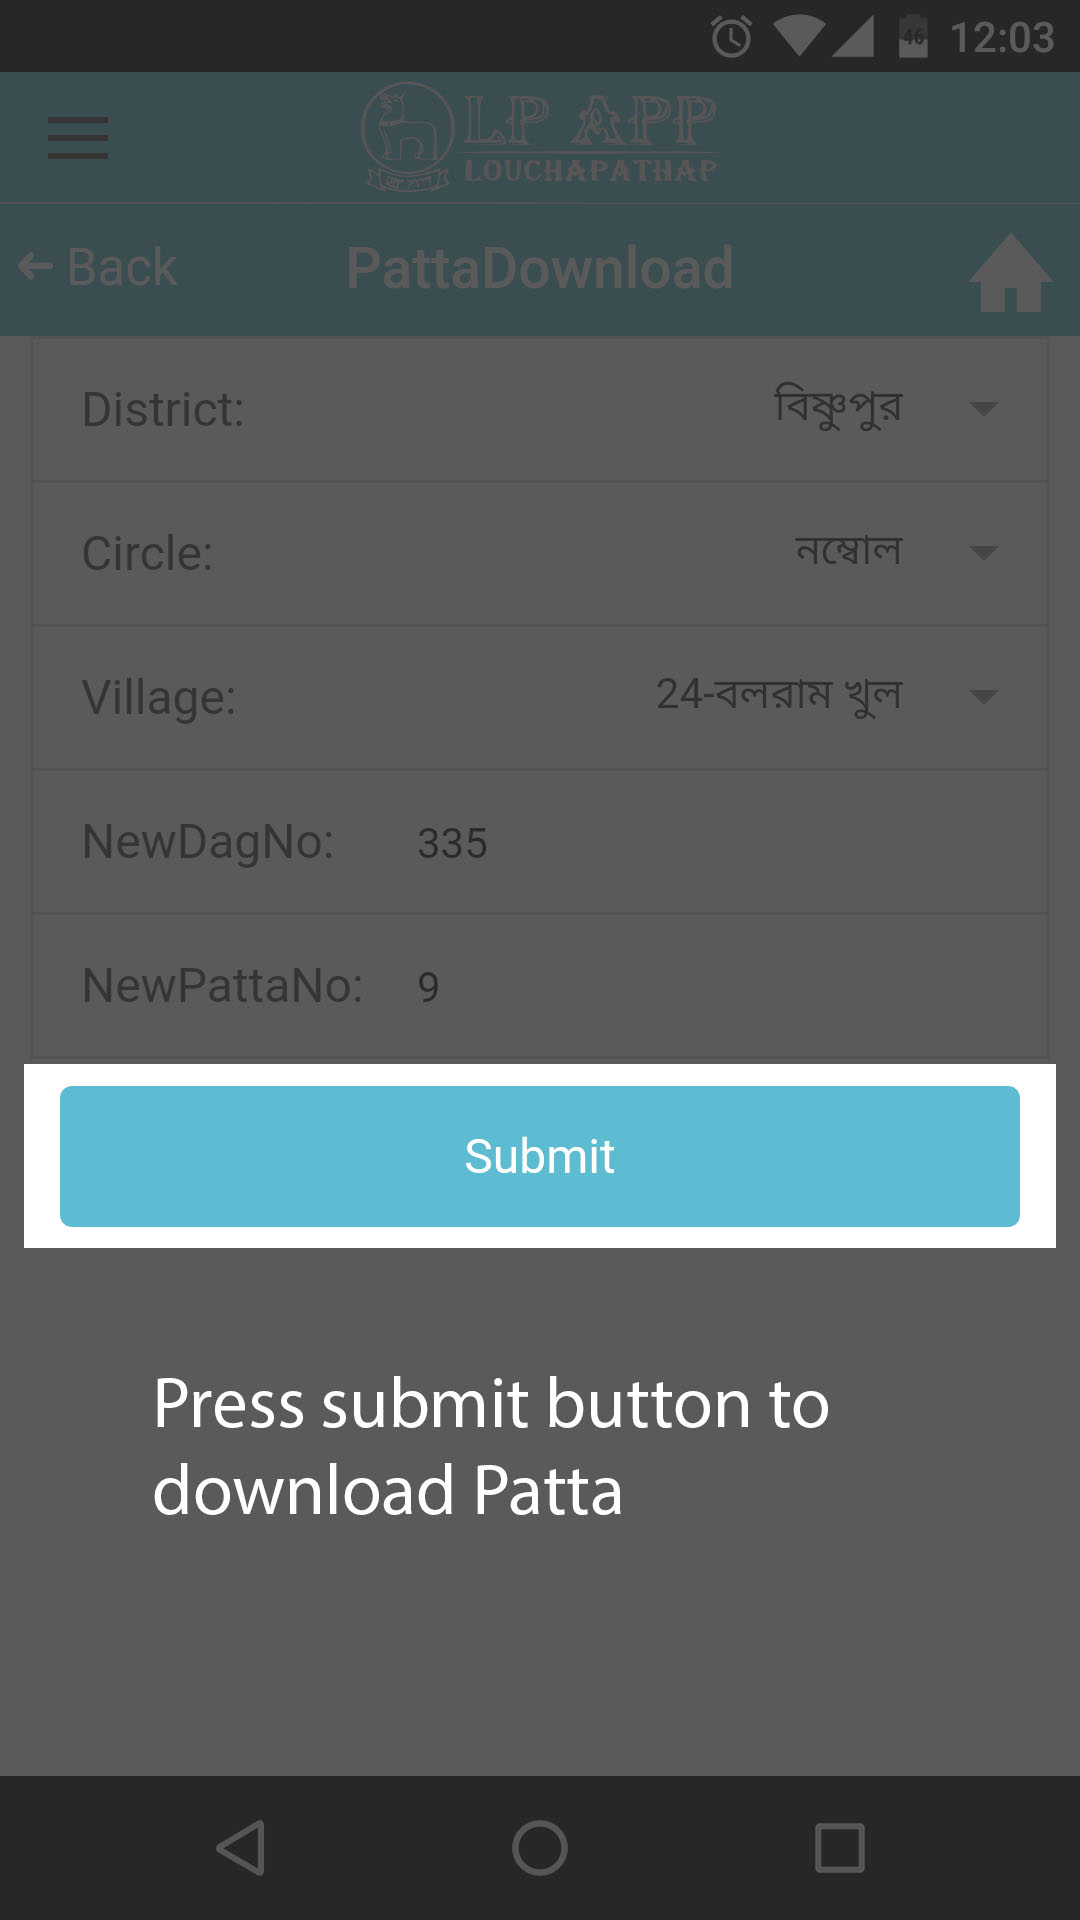 46 12:03
LP APP
LOUCHAPATHAP
Back PattaDownload
District: বিষ্ণুপুর
Circle: নম্বোল
Village: 24-বলরাম খুল
NewDagNo: 335
NewPattaNo: 9
Submit
Press submit button to
download Patta